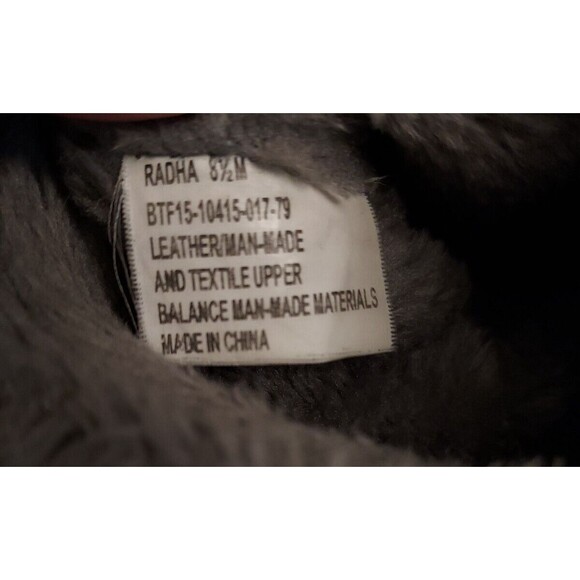 RADHA 8½M
BTF15-10415-017-79
LEATHER/MAN-MADE
AND TEXTILE UPPER
BALANCE MAN-MADE MATERIALS
MADE IN CHINA